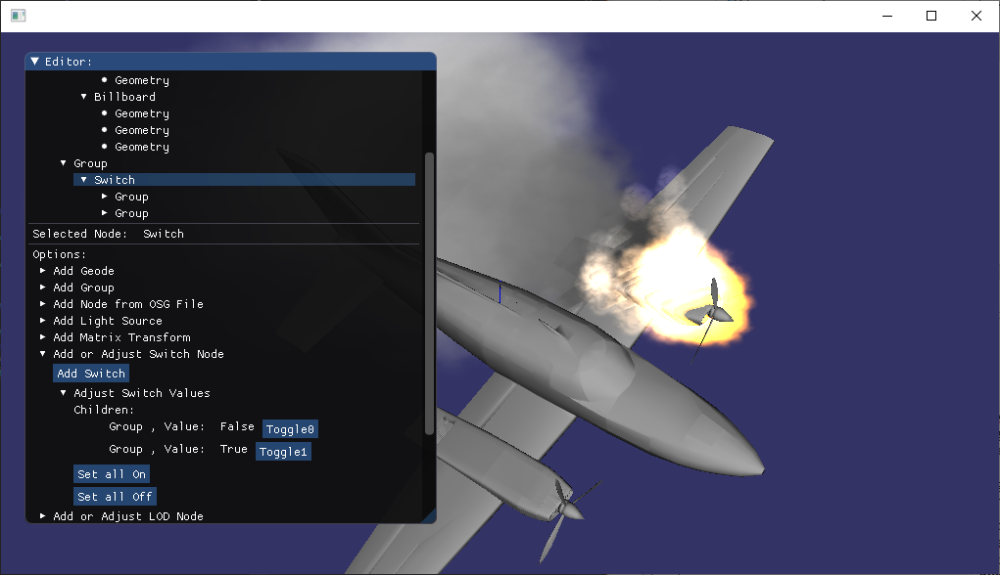 Editor:
Geometry
Billboard
Geometry
Geometry
Geometry
Group
Switch
Group
Group
Selected Node: Switch
Options:
Add Geode
Add Group
Add Node from OSG File
Add Light Source
Add Matrix Transform
Add or Adjust Switch Node
Add Switch
Adjust Switch Values
Children:
Group , Value: False Toggle0
Group , Value: True Toggle1
Set all On
Set all Off
Add or Adjust LOD Node